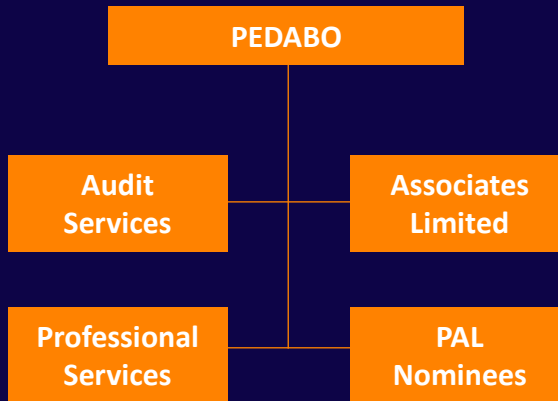 PEDABO
Audit
Services
Associates
Limited
Professional
Services
PAL
Nominees